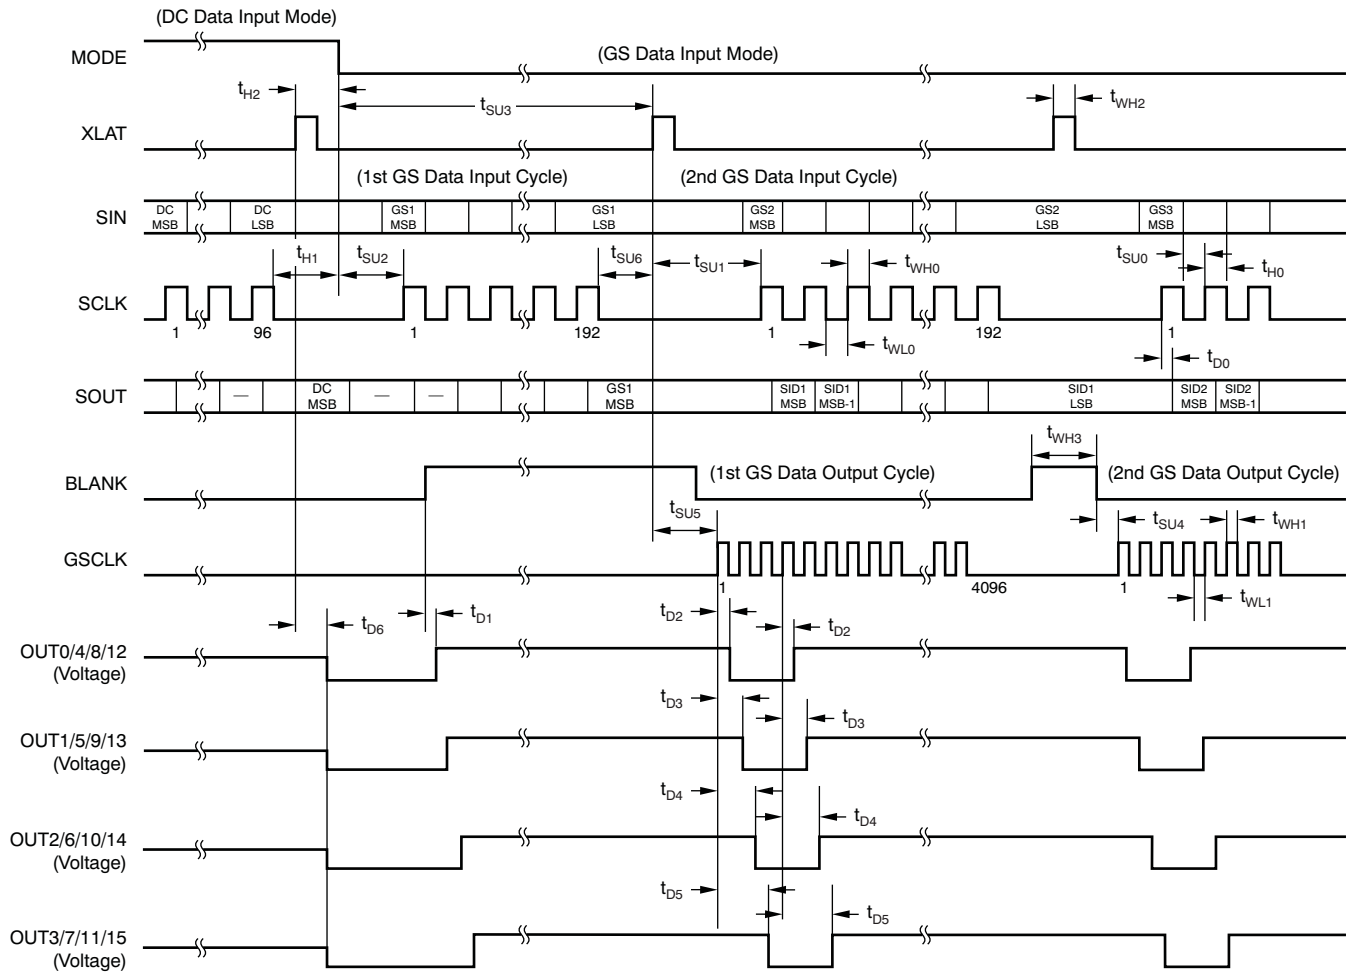 (DC Data Input Mode)
MODE
(GS Data Input Mode)
tH2
tSU3
tWH2
XLAT
(1st GS Data Input Cycle)
(2nd GS Data Input Cycle)
SIN
DC
MSB
DC
LSB
GS1
MSB
GS1
LSB
GS2
MSB
GS2
LSB
GS3
MSB
tH1
tSU2
tSU6
tSU1
tWH0
tSU0
tH0
SCLK
1
96
1
192
1
192
1
tWL0
tD0
SOUT
—
DC
MSB
—
—
GS1
MSB
SID1
MSB
SID1
MSB-1
SID1
LSB
SID2
MSB
SID2
MSB-1
tWH3
BLANK
(1st GS Data Output Cycle)
(2nd GS Data Output Cycle)
tSU5
tSU4
tWH1
GSCLK
1
4096
1
tWL1
tD6
tD1
tD2
tD2
OUT0/4/8/12
(Voltage)
tD3
tD3
OUT1/5/9/13
(Voltage)
tD4
tD4
OUT2/6/10/14
(Voltage)
tD5
tD5
OUT3/7/11/15
(Voltage)